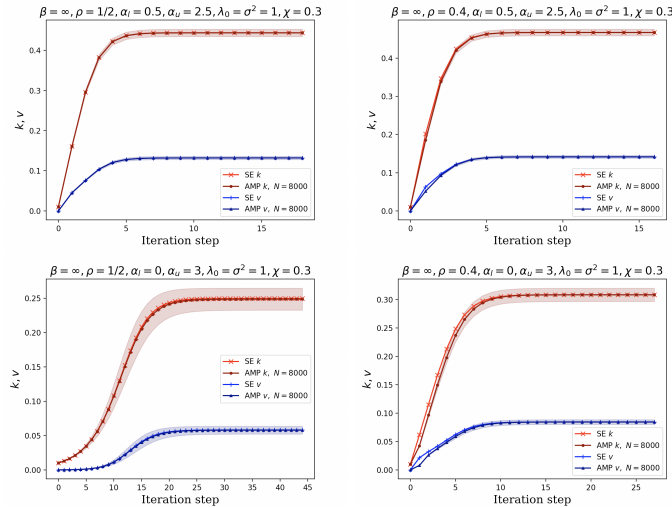 β=∞, ρ=1/2, α_l=0.5, α_u=2.5, λ_0=σ^2=1, χ=0.3
0.4
0.3
0.2
0.1
0.0
k, v
SE k
AMP k, N=8000
SE v
AMP v, N=8000
0 5 10 15
Iteration step
β=∞, ρ=0.4, α_l=0.5, α_u=2.5, λ_0=σ^2=1, χ=0.3
0.4
0.3
0.2
0.1
0.0
k, v
SE k
AMP k, N=8000
SE v
AMP v, N=8000
0 5 10 15
Iteration step
β=∞, ρ=1/2, α_l=0, α_u=3, λ_0=σ^2=1, χ=0.3
0.25
0.20
0.15
0.10
0.05
0.00
k, v
SE k
AMP k, N=8000
SE v
AMP v, N=8000
0 5 10 15 20 25 30 35 40 45
Iteration step
β=∞, ρ=0.4, α_l=0, α_u=3, λ_0=σ^2=1, χ=0.3
0.30
0.25
0.20
0.15
0.10
0.05
0.00
k, v
SE k
AMP k, N=8000
SE v
AMP v, N=8000
0 5 10 15 20 25
Iteration step